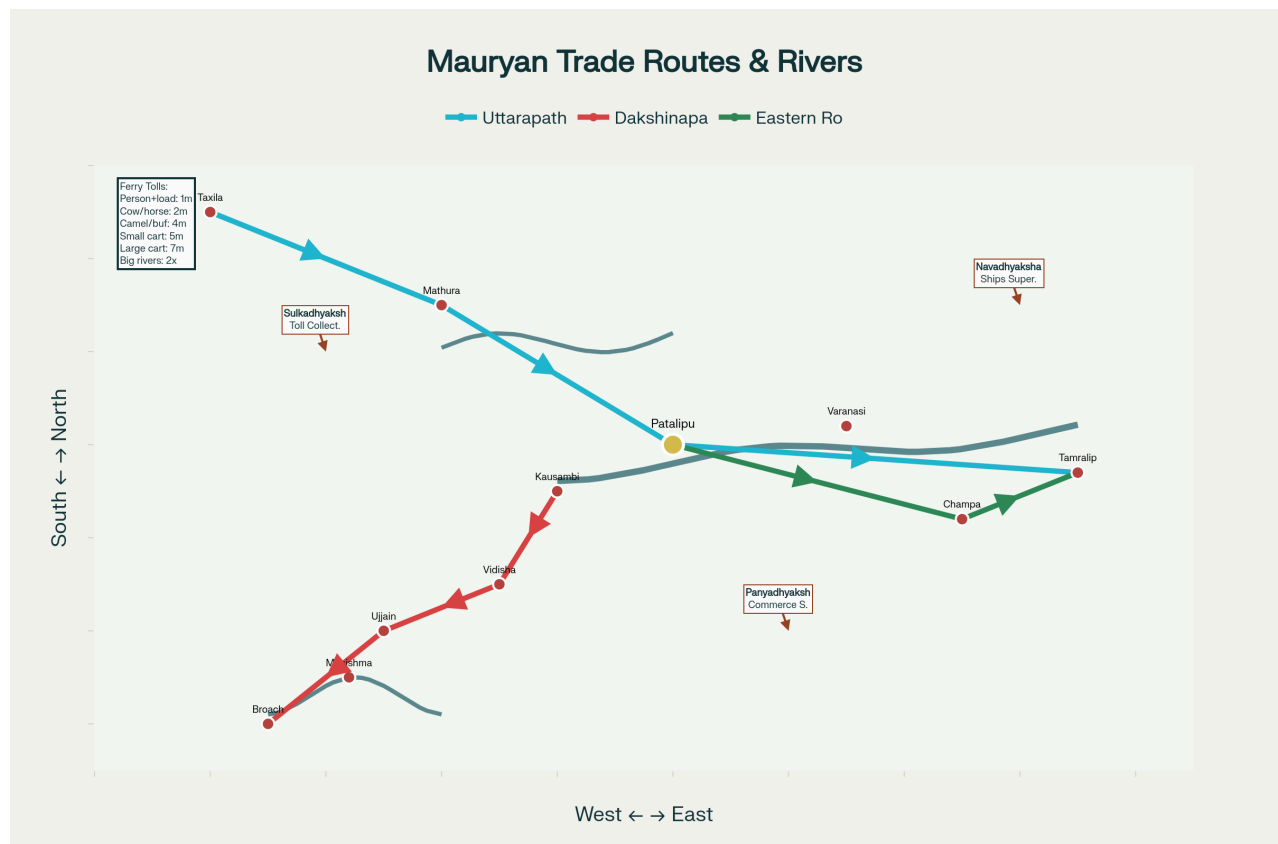 Mauryan Trade Routes & Rivers
Uttarapath
Dakshinapa
Eastern Ro
Ferry Tolls:
Person+load: 1m
Cow/horse: 2m
Camel/buf: 4m
Small cart: 5m
Large cart: 7m
Big rivers: 2x
Taxila
Navadhyaksha
Ships Super.
Mathura
Sulkadhyaksh
Toll Collect.
Varanasi
Patalipu
Tamralip
Kausambi
Champa
Vidisha
Panyadhyaksh
Commerce S.
Ujjain
Broach
South ← → North
West ← → East